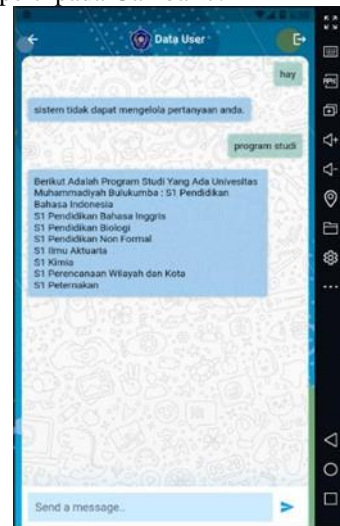 Data User
hay
sistem tidak dapat mengelola pertanyaan anda.
program studi
Berikut Adalah Program Studi Yang Ada Univesitas
Muhammadiyah Bulukumba : S1 Pendidikan
Bahasa Indonesia
S1 Pendidikan Bahasa Inggris
S1 Pendidikan Biologi
S1 Pendidikan Non Formal
S1 Ilmu Aktuaria
S1 Kimia
S1 Perencanaan Wilayah dan Kota
S1 Peternakan
Send a message..